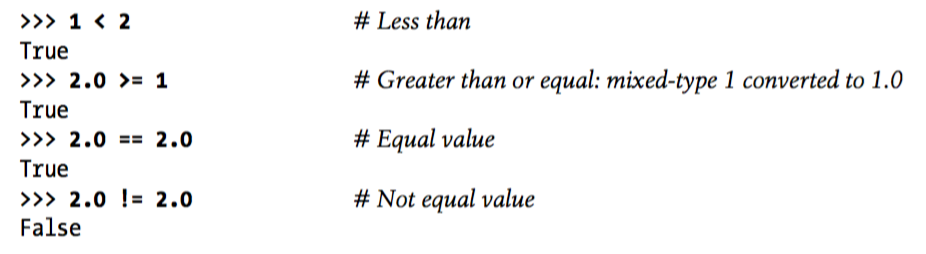 >>> 1 < 2 # Less than
True
>>> 2.0 >= 1 # Greater than or equal: mixed-type 1 converted to 1.0
True
>>> 2.0 == 2.0 # Equal value
True
>>> 2.0 != 2.0 # Not equal value
False